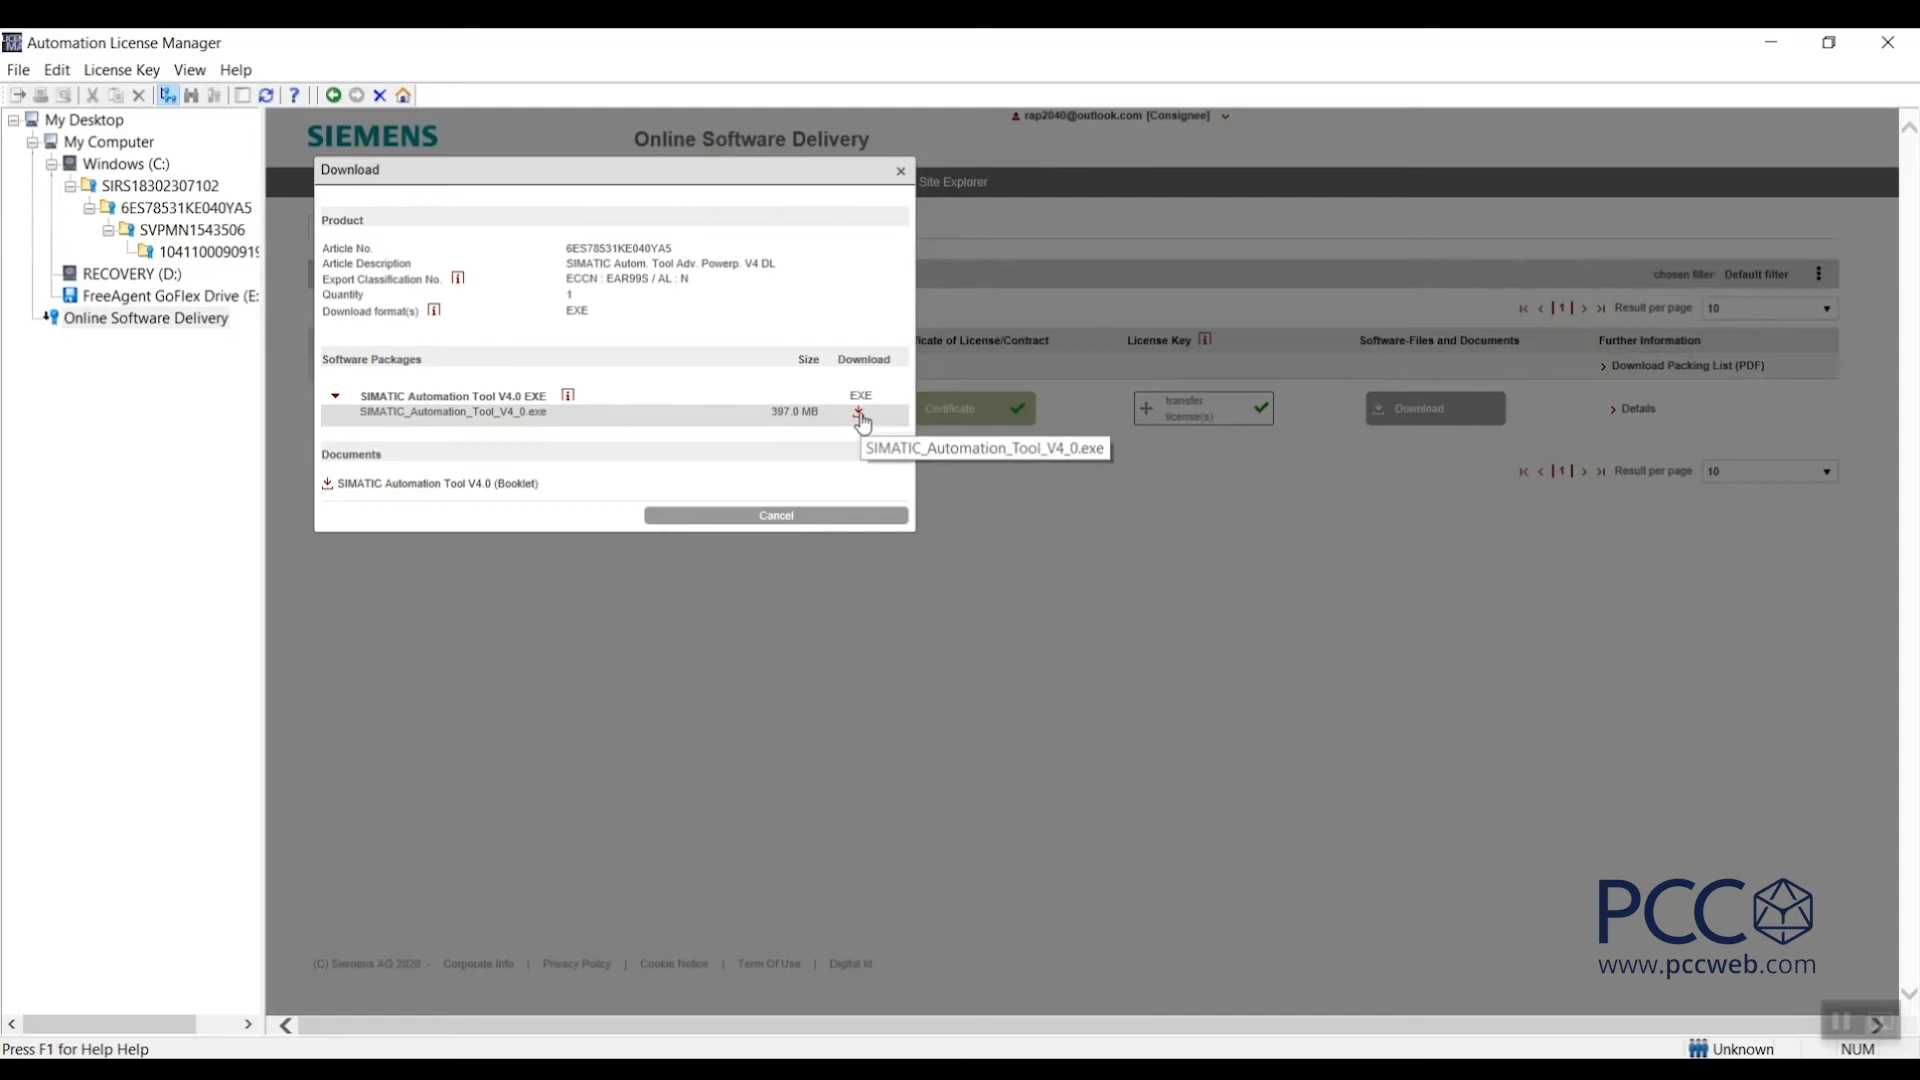 Automation License Manager
File Edit License Key View Help
My Desktop
My Computer
Windows (C:)
SIRS18302307102
6ES78531KE040YA5
SVPMN1543506
1041100090919
RECOVERY (D:)
FreeAgent GoFlex Drive (E:
Online Software Delivery
SIEMENS
Online Software Delivery
rap2040@outlook.com [Consignee]
Site Explorer
Download
Product
Article No. 6ES78531KE040YA5
Article Description SIMATIC Autom. Tool Adv. Powerp. V4 DL
Export Classification No. ECCN : EAR99S / AL : N
Quantity 1
Download format(s) EXE
Software Packages Size Download
SIMATIC Automation Tool V4.0 EXE EXE
SIMATIC_Automation_Tool_V4_0.exe 397.0 MB
SIMATIC_Automation_Tool_V4_0.exe
Documents
SIMATIC Automation Tool V4.0 (Booklet)
Cancel
chosen filter Default filter
1 Result per page 10
icate of License/Contract License Key Software-Files and Documents Further Information
Download Packing List (PDF)
Certificate transfer license(s) Download Details
1 Result per page 10
(C) Siemens AG 2020 - Corporate Info | Privacy Policy | Cookie Notice | Term Of Use | Digital Id
PCC
www.pccweb.com
Press F1 for Help Help
Unknown NUM